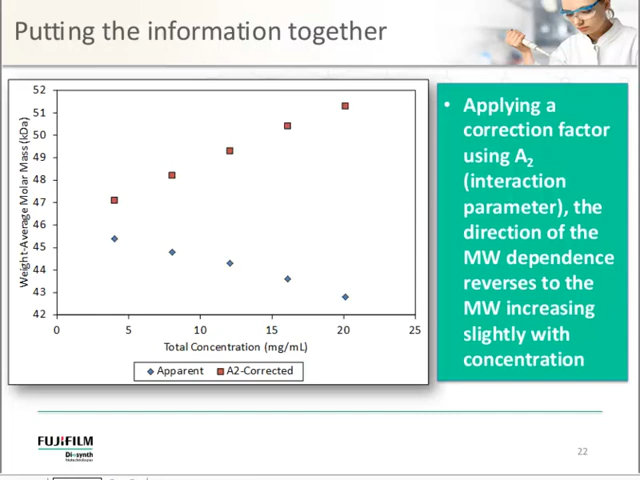 Putting the information together
52
51
50
49
48
47
46
45
44
43
42
Weight-Average Molar Mass (kDa)
0 5 10 15 20 25
Total Concentration (mg/mL)
Apparent A2-Corrected
• Applying a
correction factor
using A2
(interaction
parameter), the
direction of the
MW dependence
reverses to the
MW increasing
slightly with
concentration
FUJIFILM
Diosynth
22